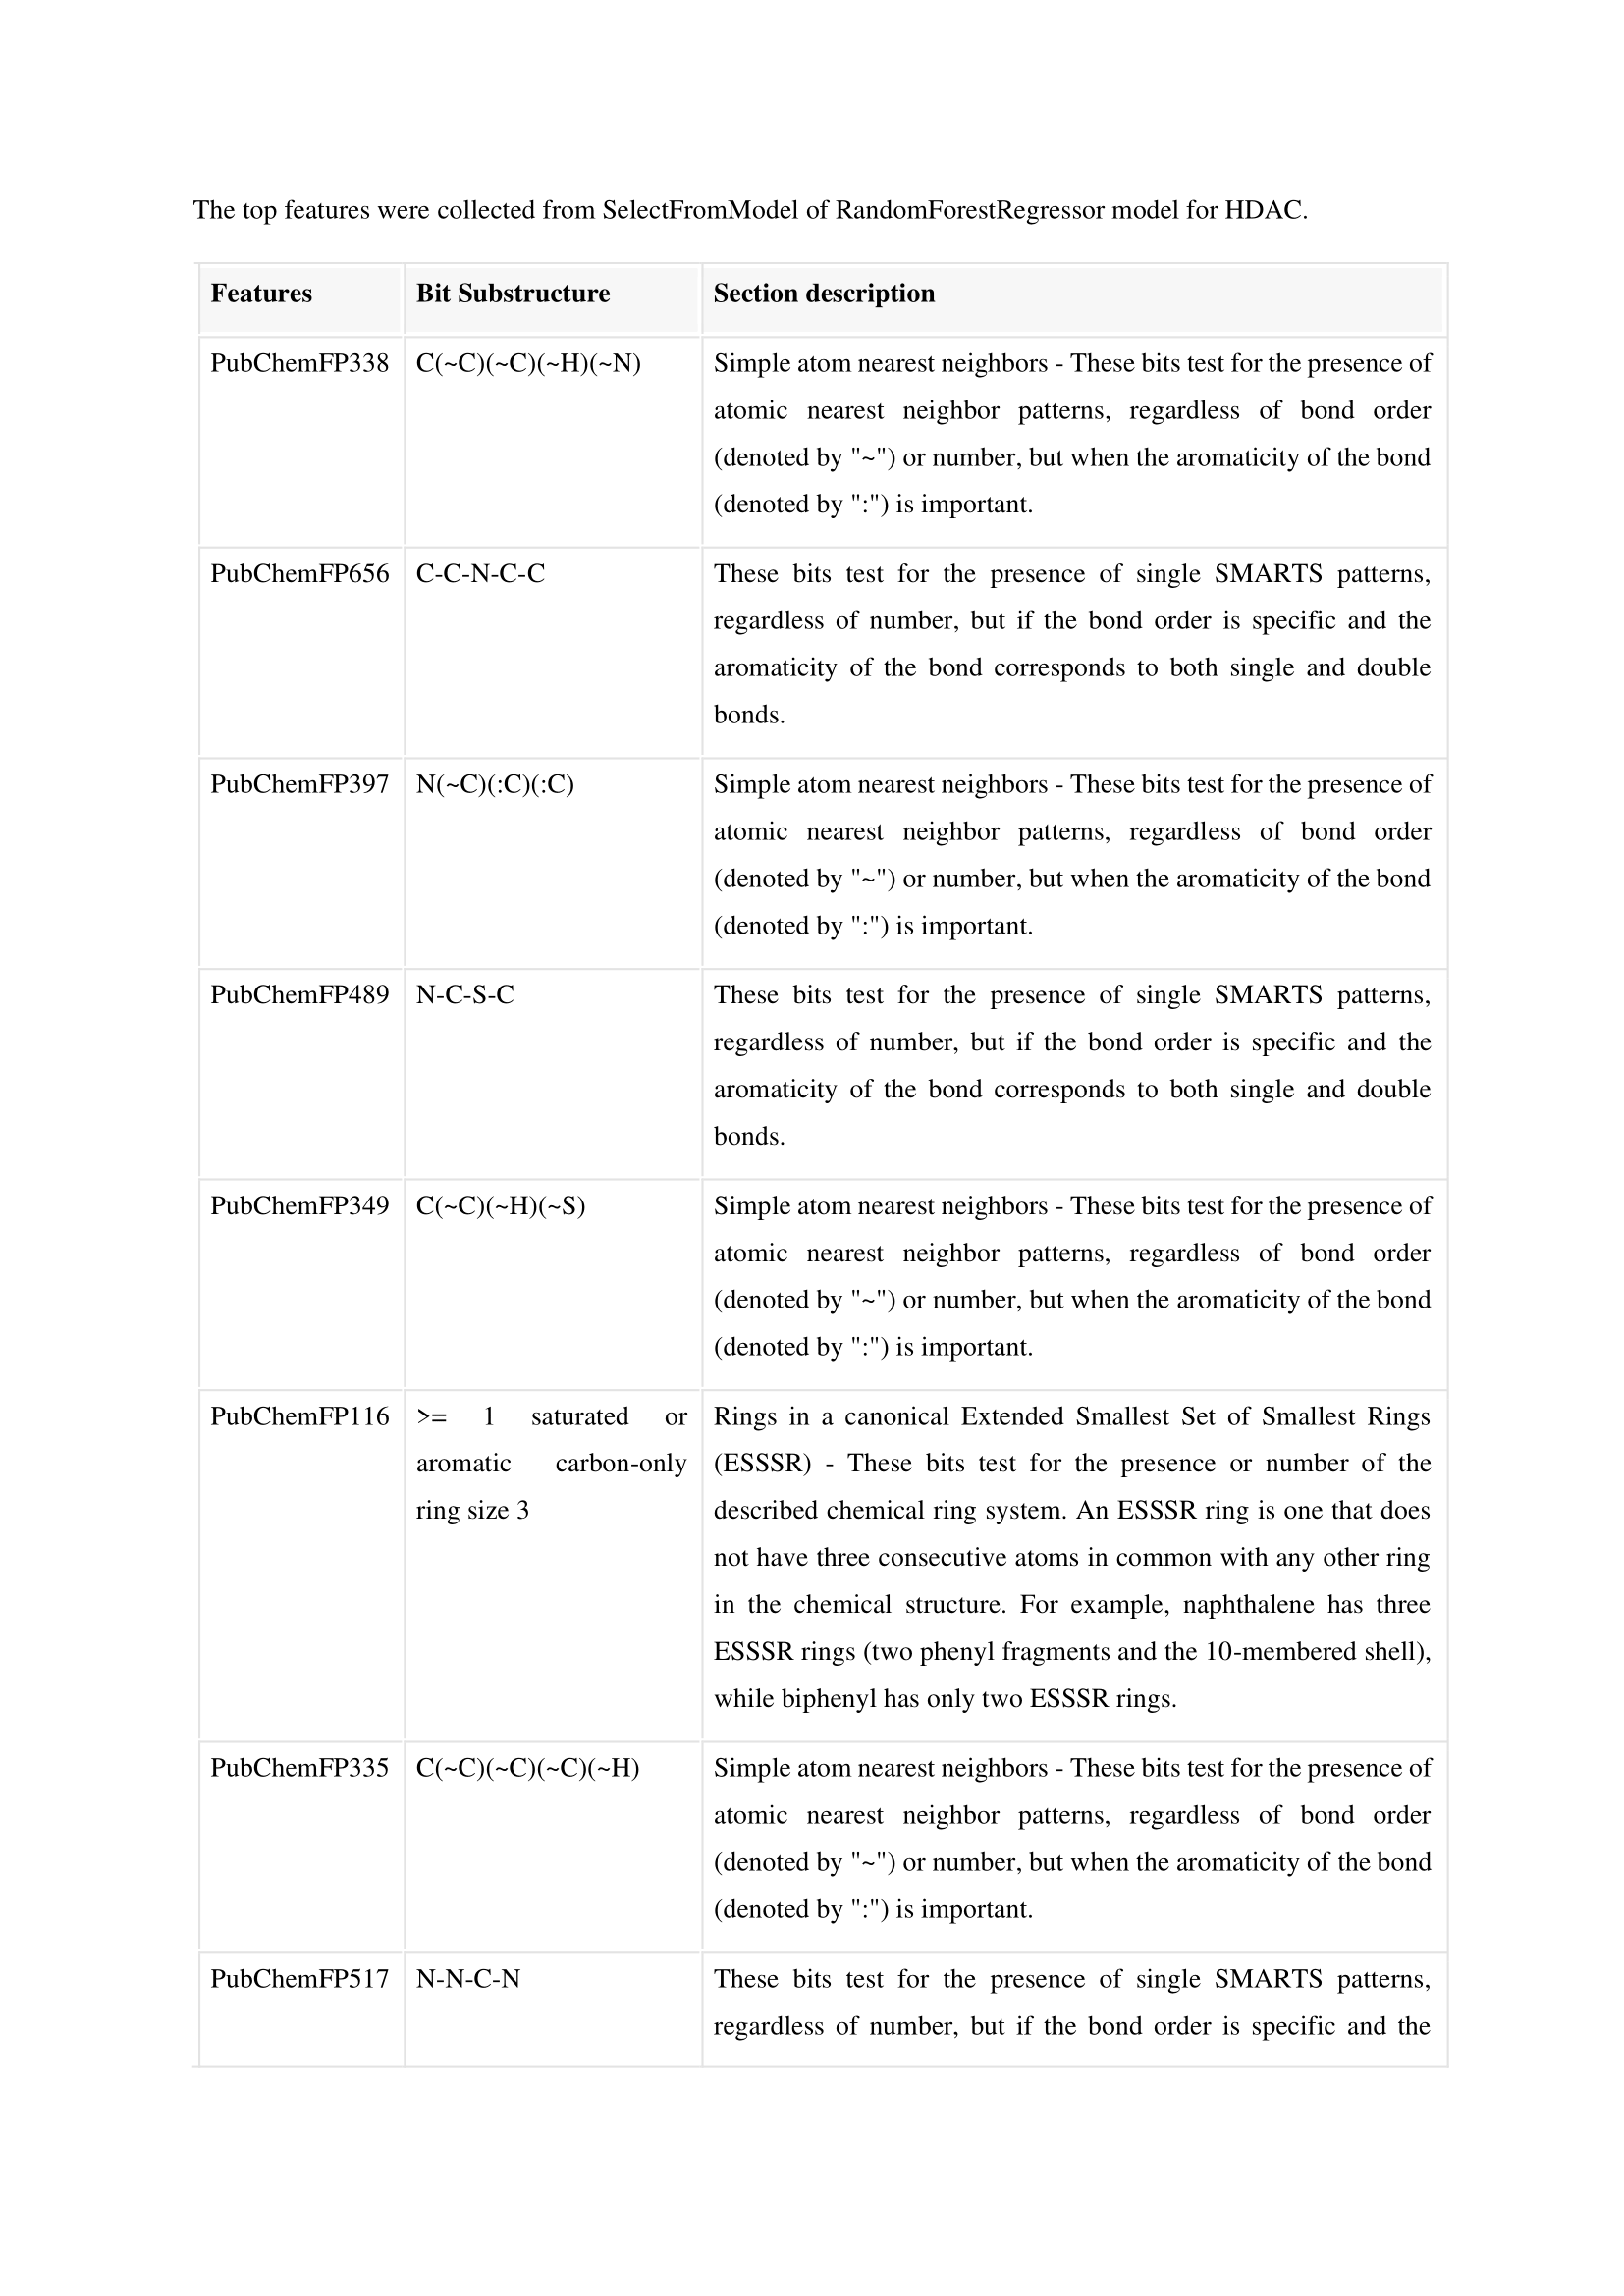 The top features were collected from SelectFromModel of RandomForestRegressor model for HDAC.
Features Bit Substructure Section description
PubChemFP338 C(~C)(~C)(~H)(~N) Simple atom nearest neighbors - These bits test for the presence of
atomic nearest neighbor patterns, regardless of bond order
(denoted by "~") or number, but when the aromaticity of the bond
(denoted by ":") is important.
PubChemFP656 C-C-N-C-C These bits test for the presence of single SMARTS patterns,
regardless of number, but if the bond order is specific and the
aromaticity of the bond corresponds to both single and double
bonds.
PubChemFP397 N(~C)(:C)(:C) Simple atom nearest neighbors - These bits test for the presence of
atomic nearest neighbor patterns, regardless of bond order
(denoted by "~") or number, but when the aromaticity of the bond
(denoted by ":") is important.
PubChemFP489 N-C-S-C These bits test for the presence of single SMARTS patterns,
regardless of number, but if the bond order is specific and the
aromaticity of the bond corresponds to both single and double
bonds.
PubChemFP349 C(~C)(~H)(~S) Simple atom nearest neighbors - These bits test for the presence of
atomic nearest neighbor patterns, regardless of bond order
(denoted by "~") or number, but when the aromaticity of the bond
(denoted by ":") is important.
PubChemFP116 >= 1 saturated or Rings in a canonical Extended Smallest Set of Smallest Rings
aromatic carbon-only (ESSSR) - These bits test for the presence or number of the
ring size 3 described chemical ring system. An ESSSR ring is one that does
not have three consecutive atoms in common with any other ring
in the chemical structure. For example, naphthalene has three
ESSSR rings (two phenyl fragments and the 10-membered shell),
while biphenyl has only two ESSSR rings.
PubChemFP335 C(~C)(~C)(~C)(~H) Simple atom nearest neighbors - These bits test for the presence of
atomic nearest neighbor patterns, regardless of bond order
(denoted by "~") or number, but when the aromaticity of the bond
(denoted by ":") is important.
PubChemFP517 N-N-C-N These bits test for the presence of single SMARTS patterns,
regardless of number, but if the bond order is specific and the